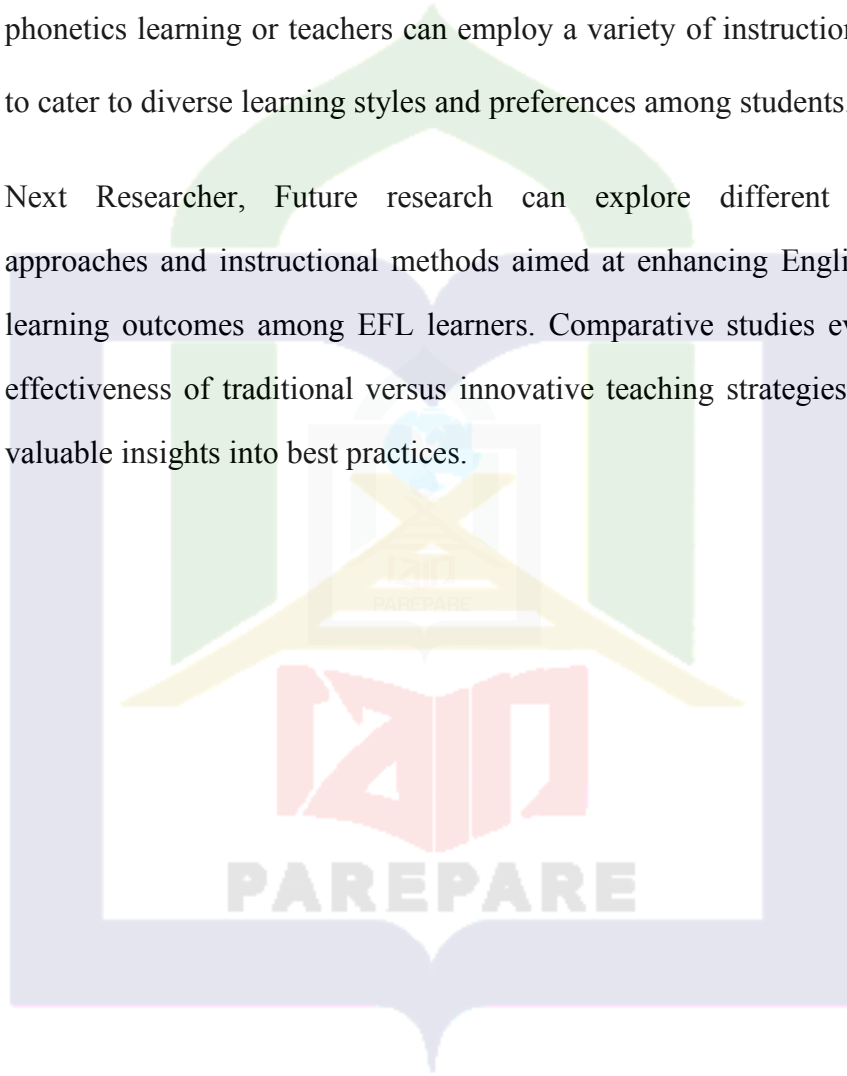 phonetics learning or teachers can employ a variety of instruction
to cater to diverse learning styles and preferences among students.
Next Researcher, Future research can explore different
approaches and instructional methods aimed at enhancing Engli
learning outcomes among EFL learners. Comparative studies ev
effectiveness of traditional versus innovative teaching strategies
valuable insights into best practices.
iain
PAREPARE
iain
PAREPARE